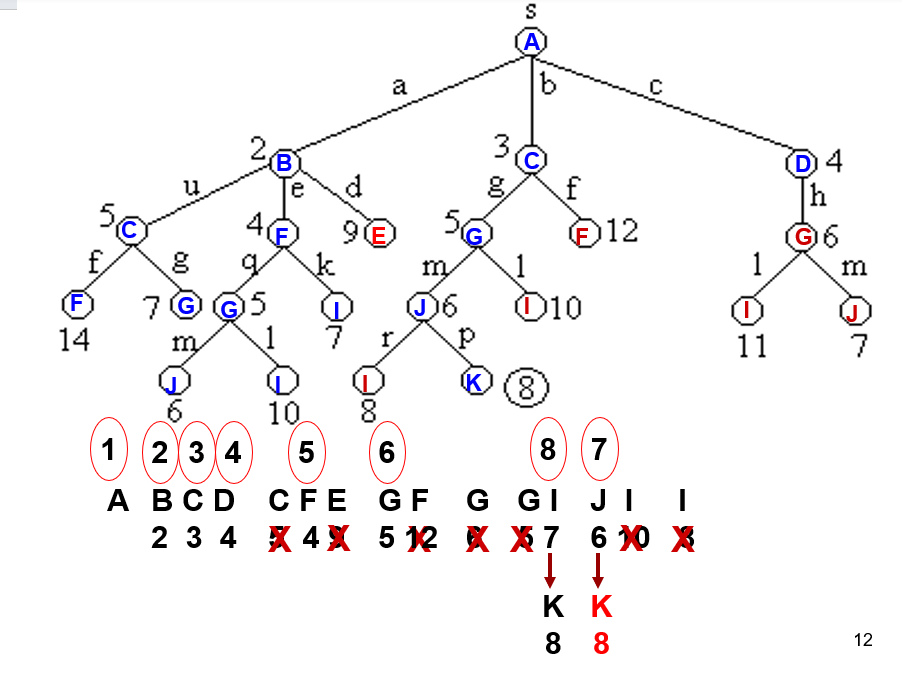 s
A
a b c
2 B 3 C D 4
u e d g f h
5 C 4 F 9 E 5 G F 12 G 6
f g q k m l l m
F 7 G G 5 I J 6 I 10 I J
14 7 11 7
m l r p
J I I K 8
6 10 8
1 2 3 4 5 6 8 7
A B C D C F E G F G G I J I I
2 3 4 5 4 9 5 12 6 5 7 6 10 8
K K
8 8
12